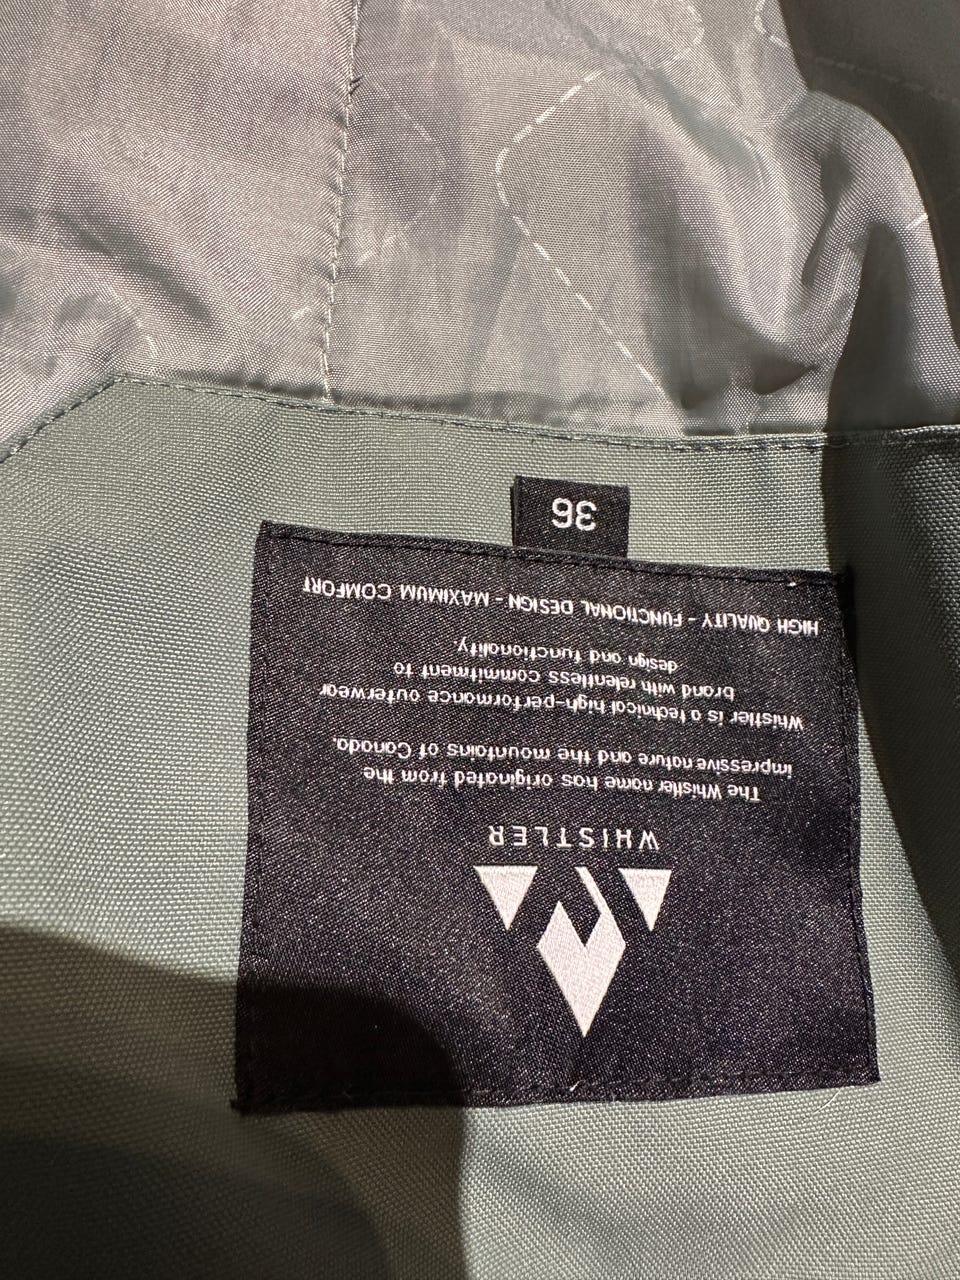 WHISTLER
The Whistler name has originated from the
impressive nature and the mountains of Canada.
Whistler is a technical high-performance outerwear
brand with relentless commitment to
design and functionality.
HIGH QUALITY - FUNCTIONAL DESIGN - MAXIMUM COMFORT
36